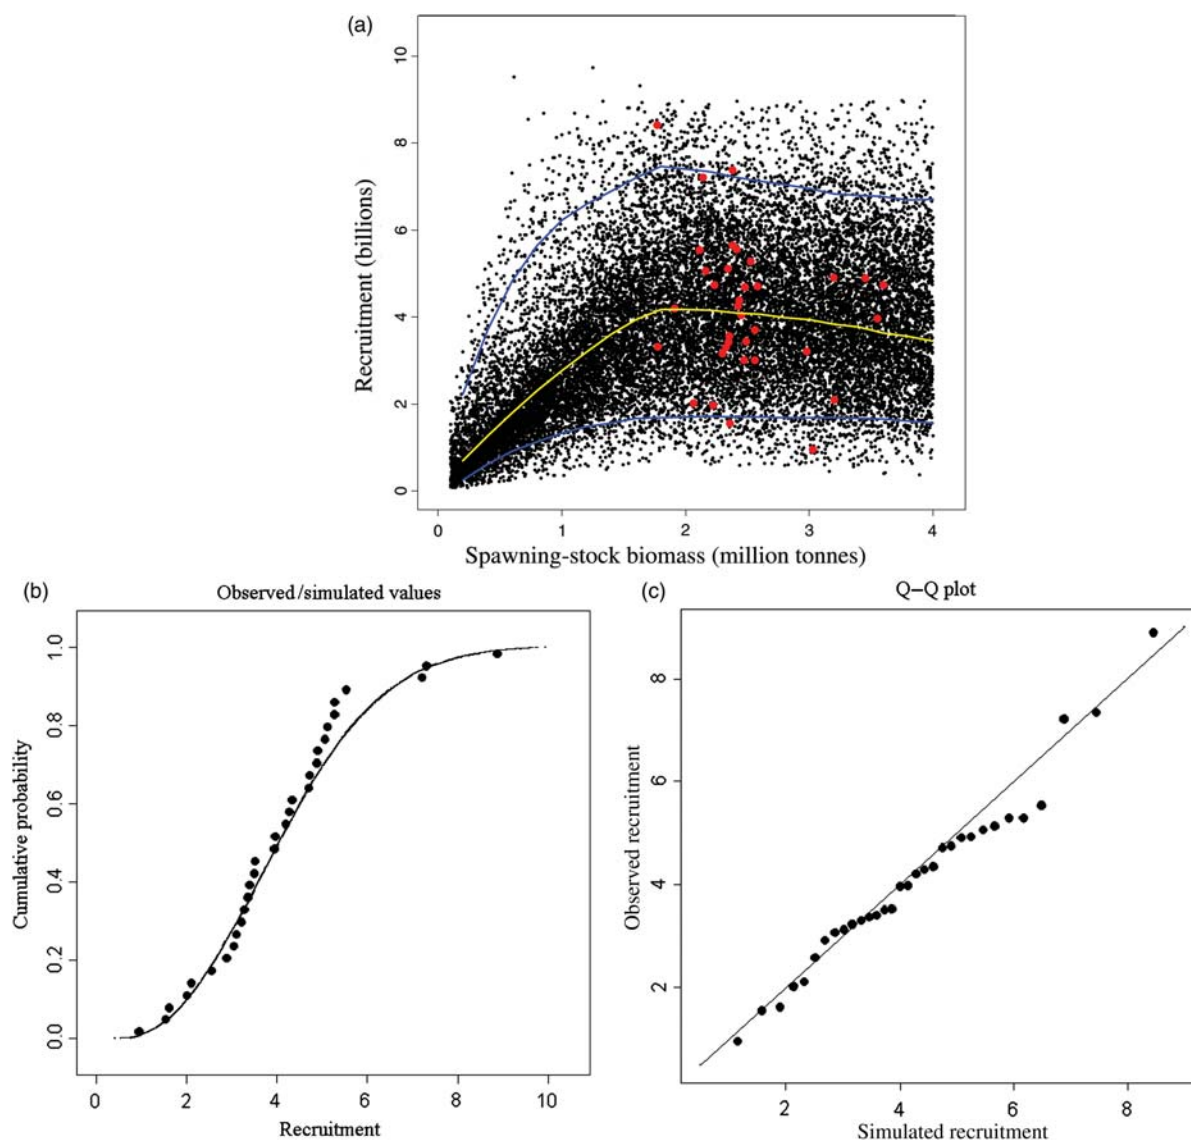 (a)
Recruitment (billions)
10
8
6
4
2
0
0 1 2 3 4
Spawning-stock biomass (million tonnes)
(b)
Observed/simulated values
Cumulative probability
1.0
0.8
0.6
0.4
0.2
0.0
0 2 4 6 8 10
Recruitment
(c)
Q–Q plot
Observed recruitment
8
6
4
2
2 4 6 8
Simulated recruitment